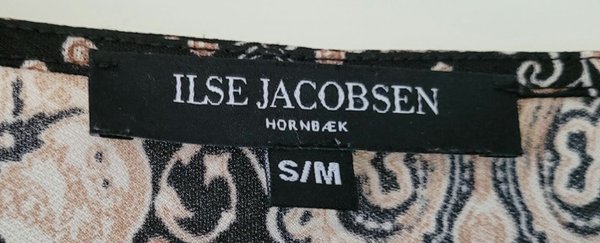 ILSE JACOBSEN
HORNBÆK
S/M